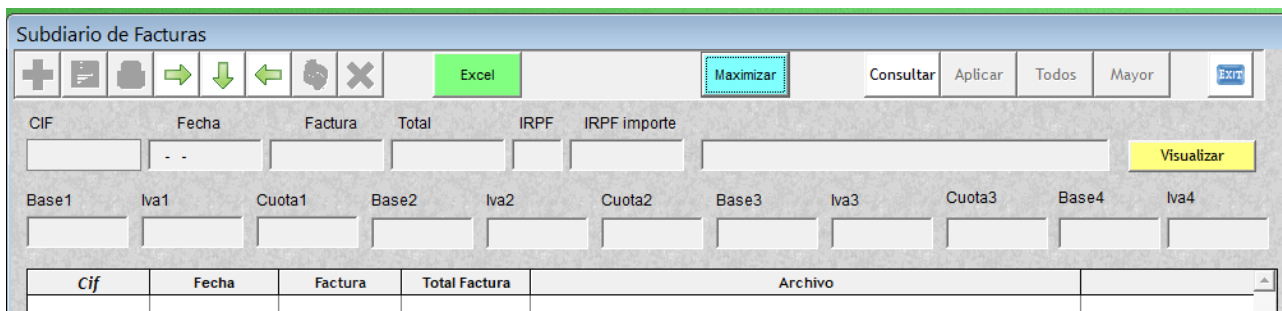 Subdiario de Facturas
Excel Maximizar Consultar Aplicar Todos Mayor EXIT
CIF Fecha Factura Total IRPF IRPF importe
- - Visualizar
Base1 Iva1 Cuota1 Base2 Iva2 Cuota2 Base3 Iva3 Cuota3 Base4 Iva4
Cif Fecha Factura Total Factura Archivo